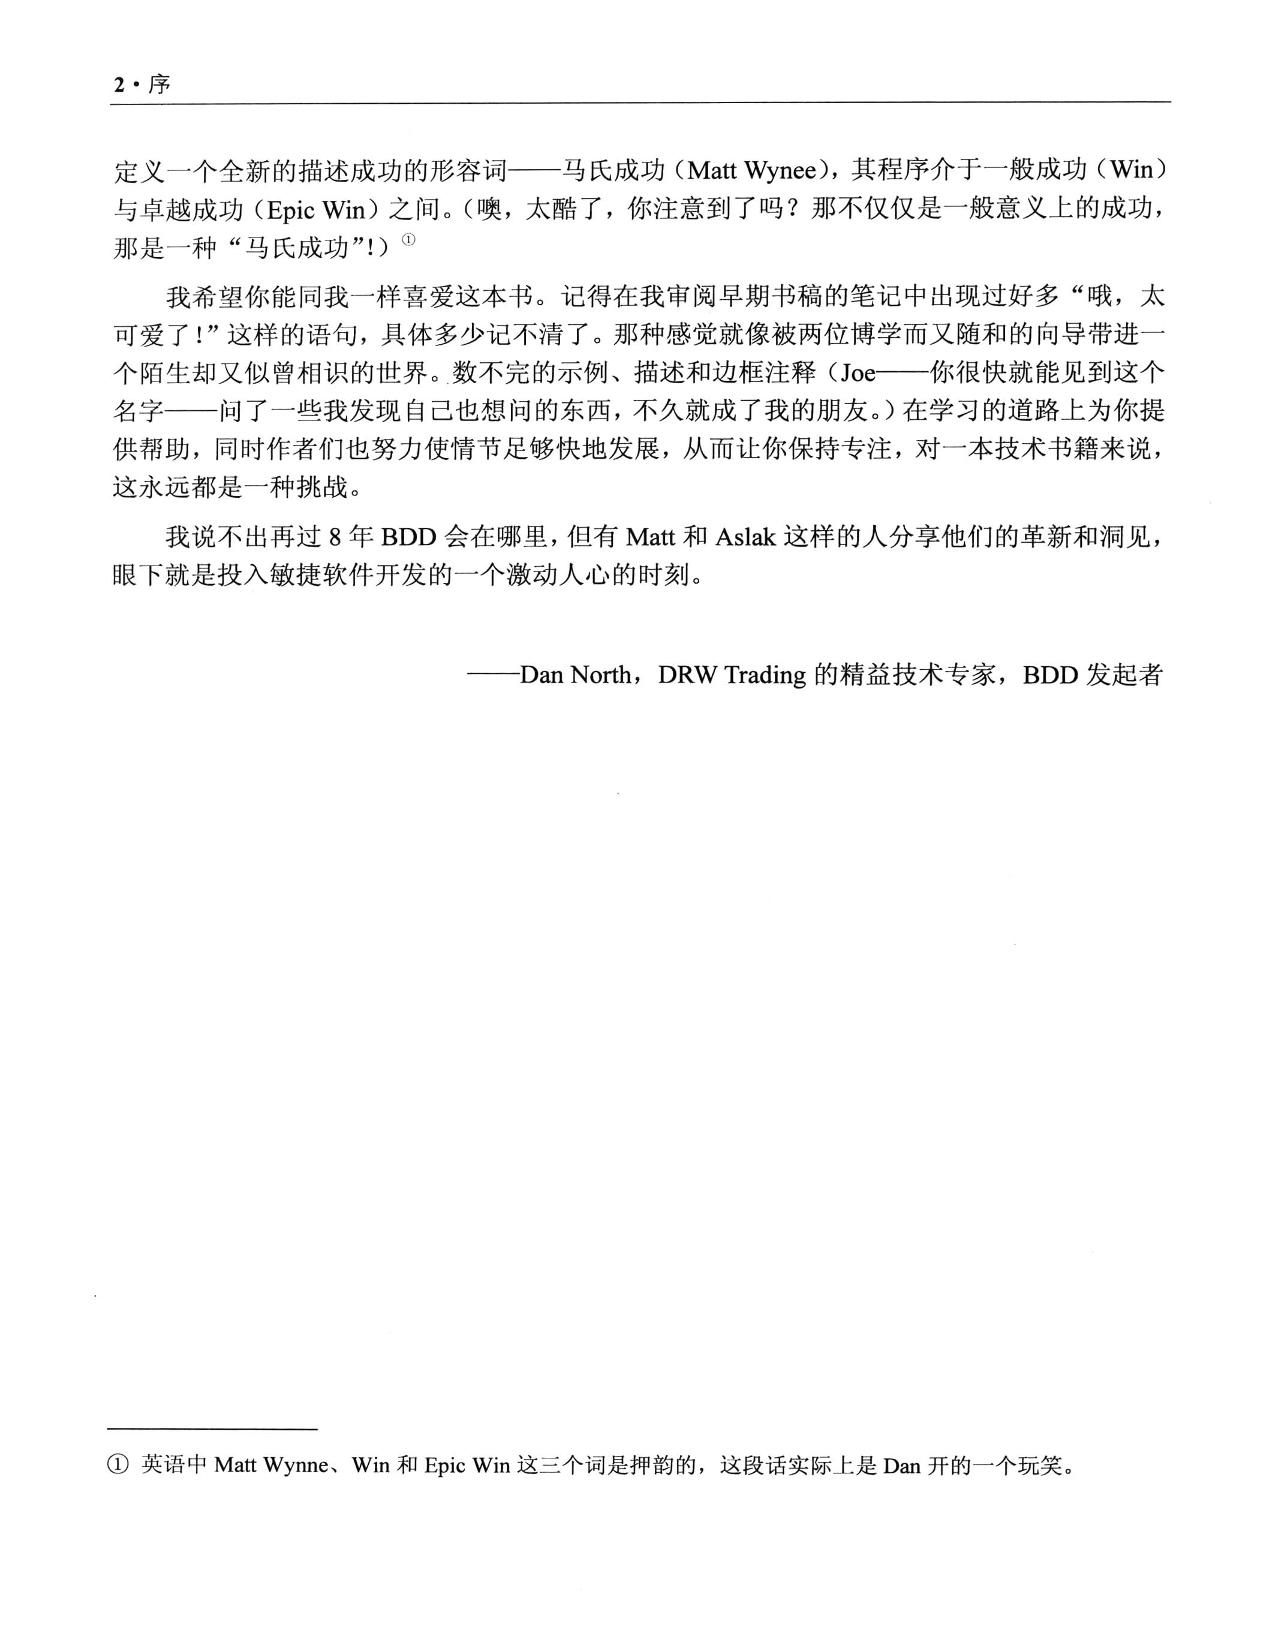 2·序
定义一个全新的描述成功的形容词——马氏成功（Matt Wynee），其程序介于一般成功（Win）
与卓越成功（Epic Win）之间。（噢，太酷了，你注意到了吗？那不仅仅是一般意义上的成功，
那是一种“马氏成功”！）①
我希望你能同我一样喜爱这本书。记得在我审阅早期书稿的笔记中出现过好多“哦，太
可爱了！”这样的语句，具体多少记不清了。那种感觉就像被两位博学而又随和的向导带进一
个陌生却又似曾相识的世界。数不完的示例、描述和边框注释（Joe——你很快就能见到这个
名字——问了一些我发现自己也想问的东西，不久就成了我的朋友。）在学习的道路上为你提
供帮助，同时作者们也努力使情节足够快地发展，从而让你保持专注，对一本技术书籍来说，
这永远都是一种挑战。
我说不出再过 8 年 BDD 会在哪里，但有 Matt 和 Aslak 这样的人分享他们的革新和洞见，
眼下就是投入敏捷软件开发的一个激动人心的时刻。
——Dan North，DRW Trading 的精益技术专家，BDD 发起者
① 英语中 Matt Wynne、Win 和 Epic Win 这三个词是押韵的，这段话实际上是 Dan 开的一个玩笑。